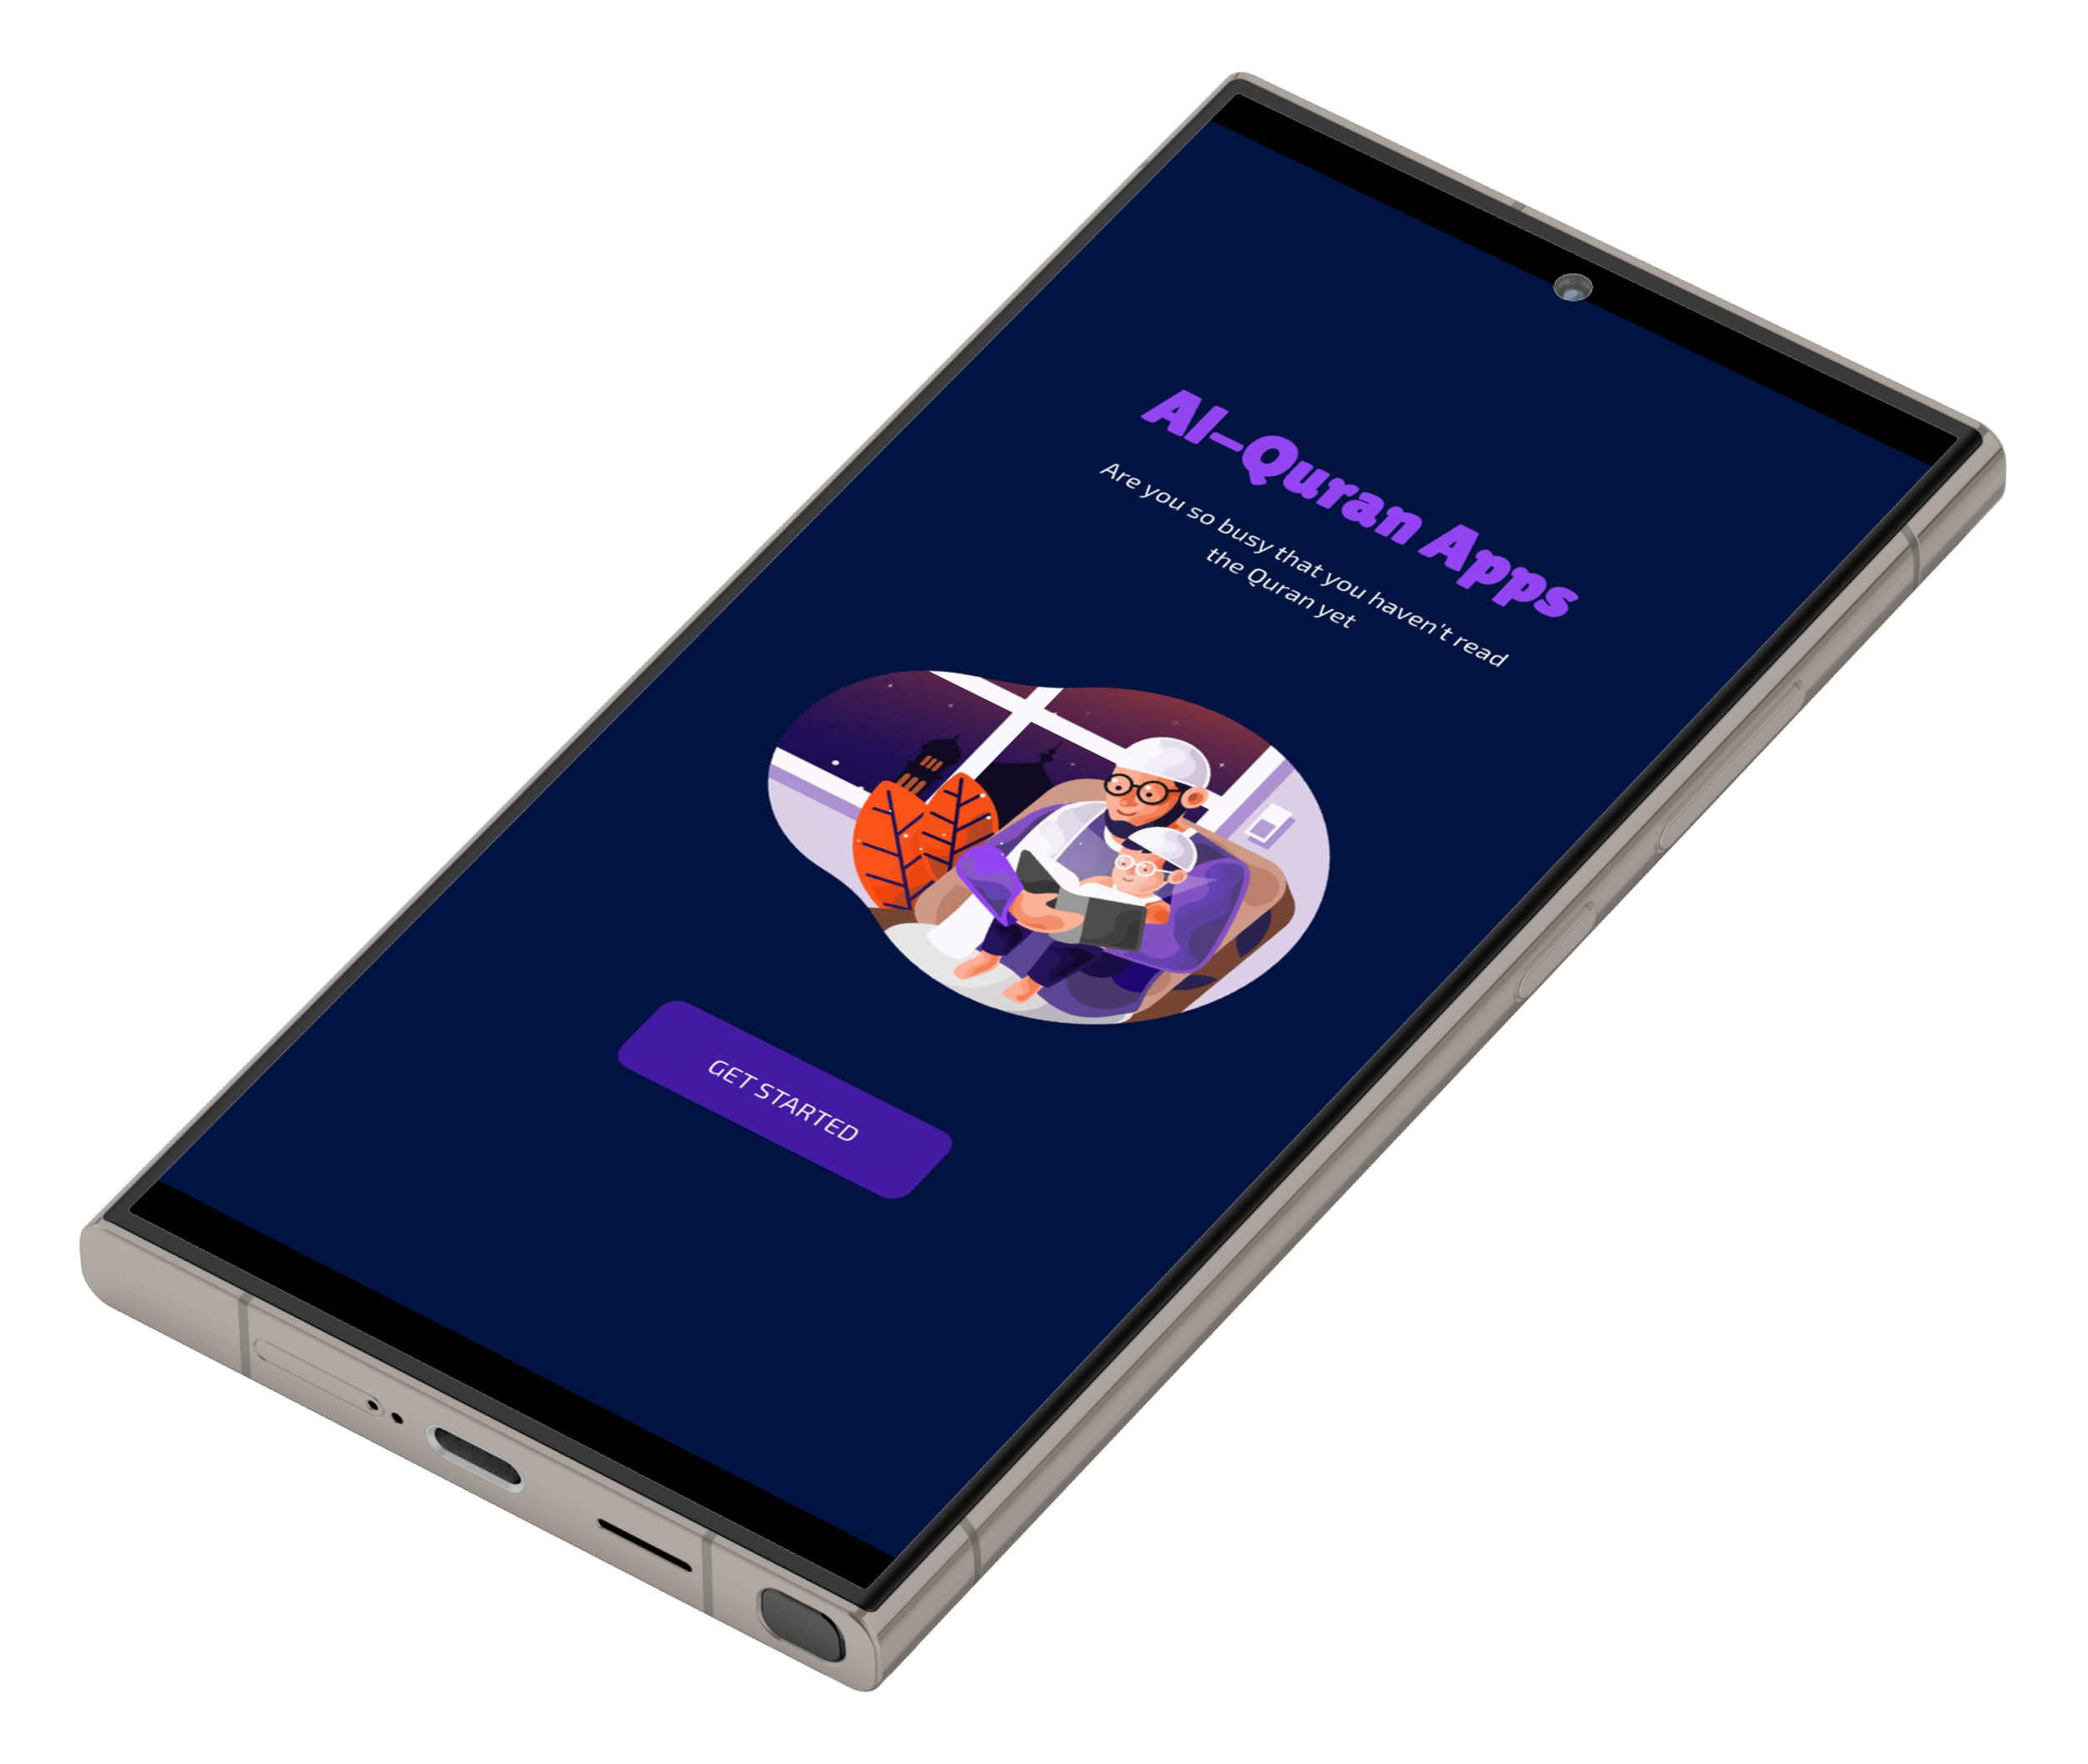 Al-Quran Apps
Are you so busy that you haven't read
the Quran yet
GET STARTED